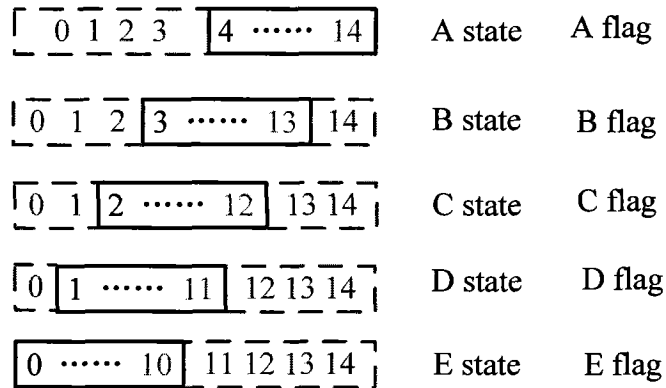 0 1 2 3 4 ······ 14 A state A flag
0 1 2 3 ······ 13 14 B state B flag
0 1 2 ······ 12 13 14 C state C flag
0 1 ······ 11 12 13 14 D state D flag
0 ······ 10 11 12 13 14 E state E flag